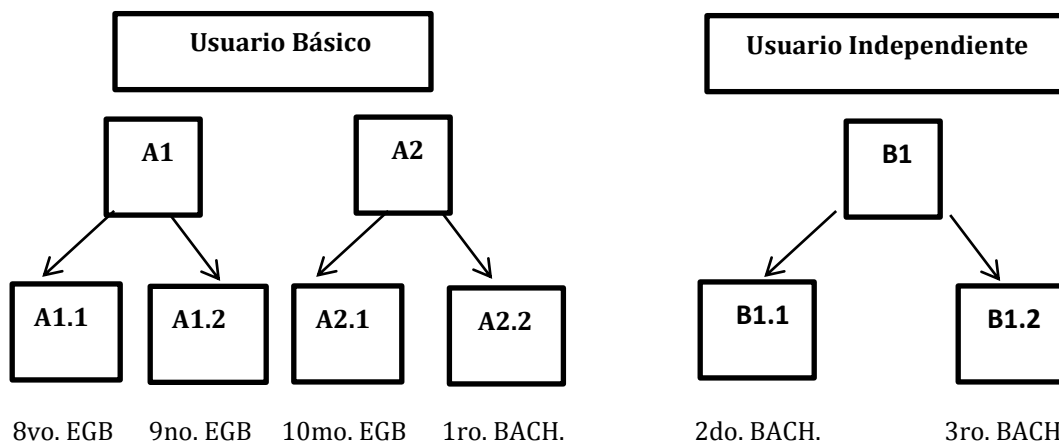 Usuario Básico
Usuario Independiente
A1
A2
B1
A1.1
A1.2
A2.1
A2.2
B1.1
B1.2
8vo. EGB
9no. EGB
10mo. EGB
1ro. BACH.
2do. BACH.
3ro. BACH